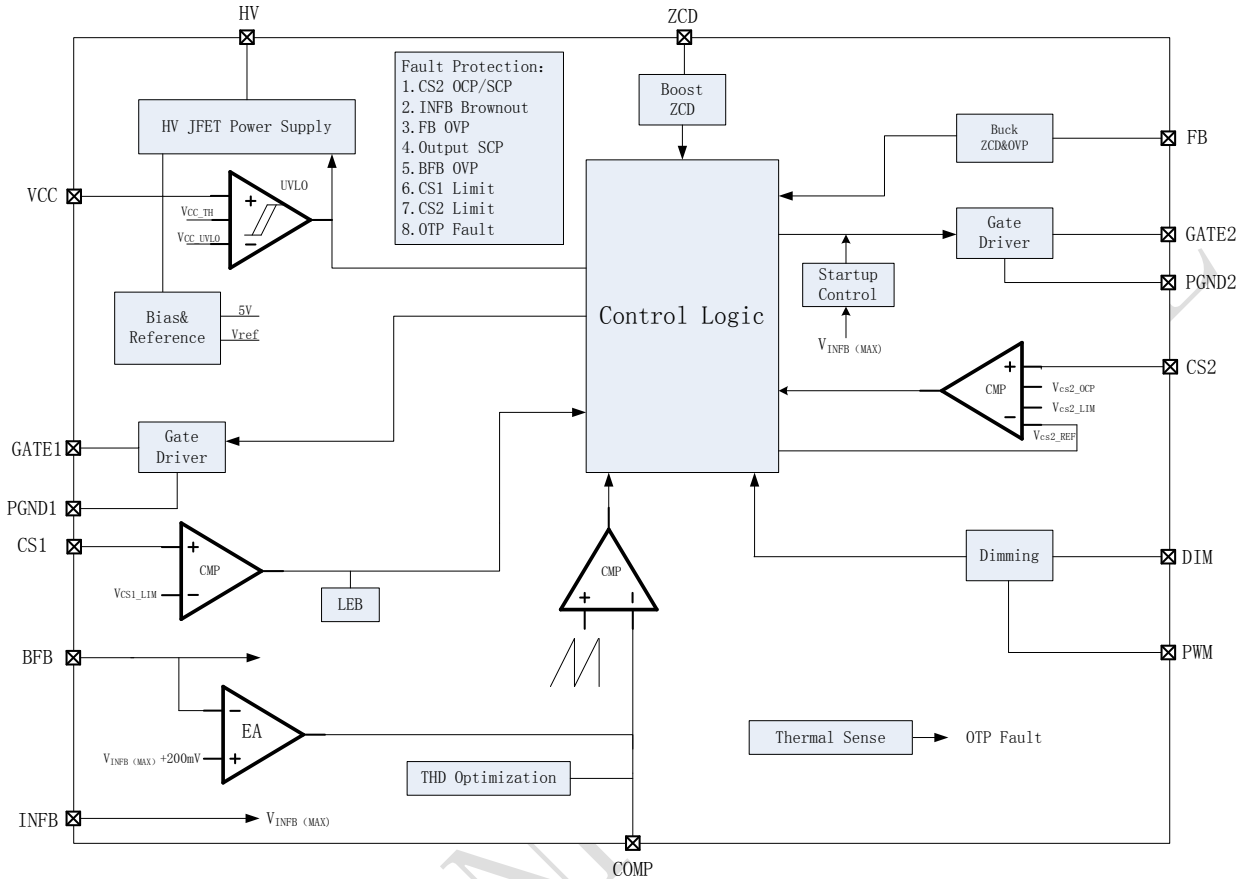 HV
ZCD
Fault Protection:
1. CS2 OCP/SCP
2. INFB Brownout
3. FB OVP
4. Output SCP
5. BFB OVP
6. CS1 Limit
7. CS2 Limit
8. OTP Fault
HV JFET Power Supply
Boost
ZCD
Buck
ZCD&OVP
FB
VCC
UVLO
+
VCC_TH
VCC_UVLO
−
Gate
Driver
GATE2
PGND2
Startup
Control
VINFB (MAX)
Bias&
Reference
5V
Vref
Control Logic
CS2
+
CMP
−
Vcs2_OCP
Vcs2_LIM
Vcs2_REF
GATE1
Gate
Driver
PGND1
CS1
+
CMP
VCS1_LIM
−
LEB
CMP
+
−
Dimming
DIM
PWM
BFB
−
EA
VINFB (MAX) +200mV
+
Thermal Sense
OTP Fault
THD Optimization
INFB
VINFB (MAX)
COMP